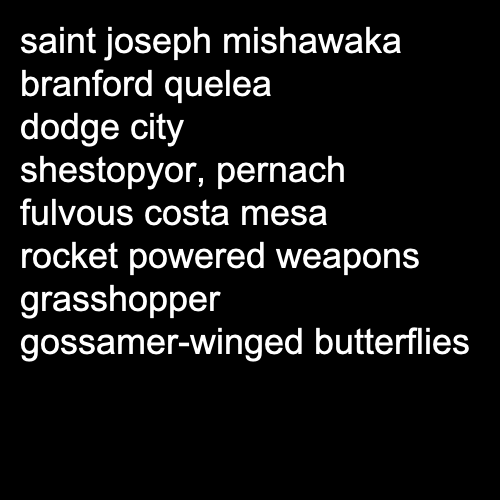 saint joseph mishawaka
branford quelea
dodge city
shestopyor, pernach
fulvous costa mesa
rocket powered weapons
grasshopper
gossamer-winged butterflies